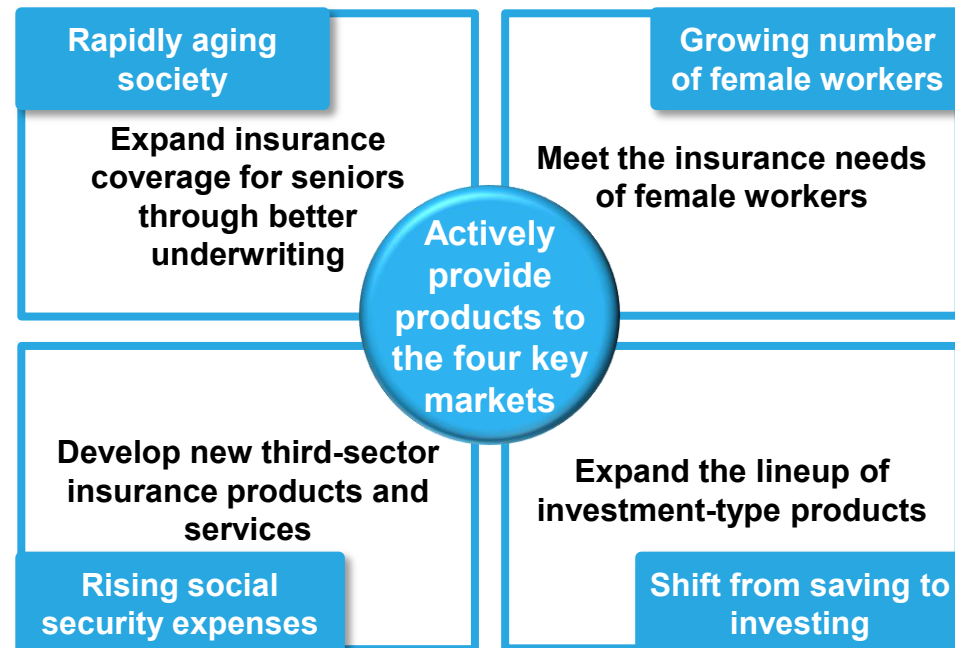 Rapidly aging
society
Expand insurance
coverage for seniors
through better
underwriting
Growing number
of female workers
Meet the insurance needs
of female workers
Actively
provide
products to
the four key
markets
Develop new third-sector
insurance products and
services
Rising social
security expenses
Expand the lineup of
investment-type products
Shift from saving to
investing